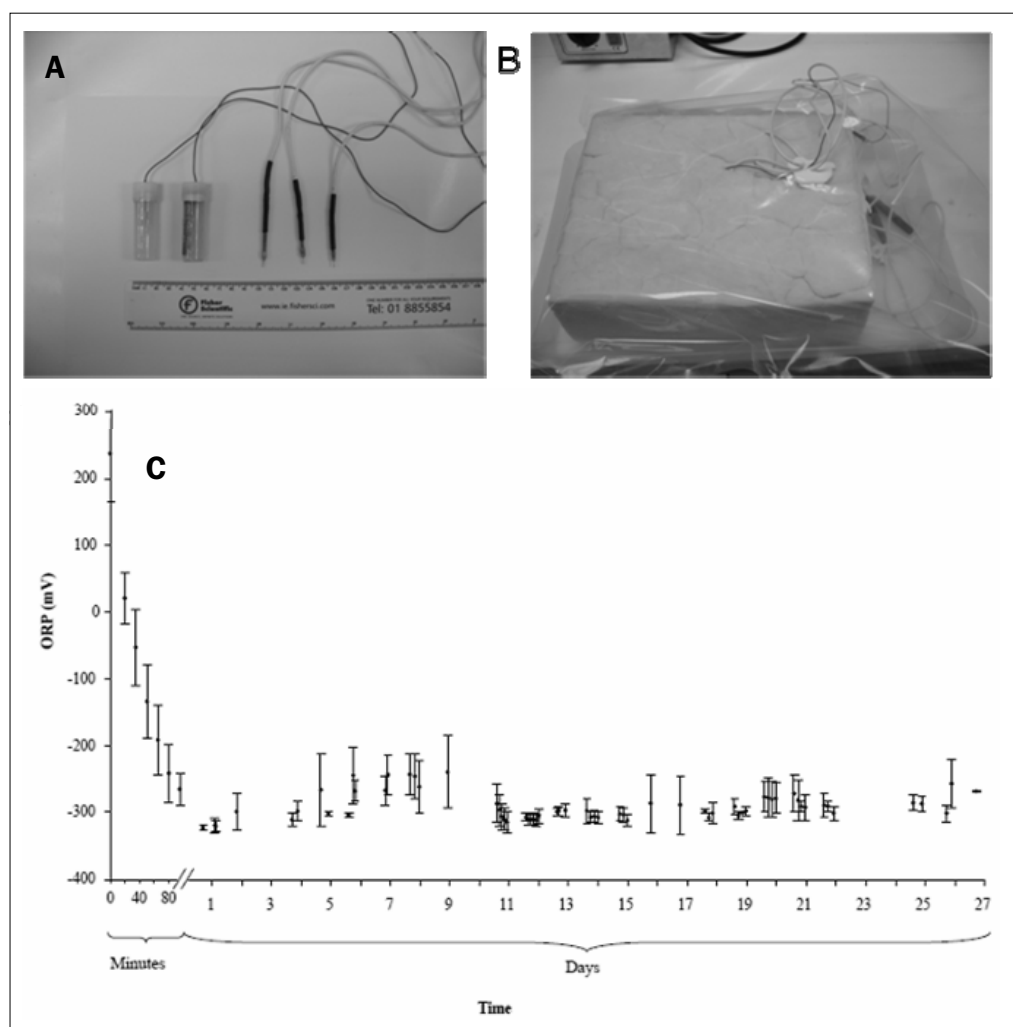 A
B
Fisher
Scientific
www.ie.fishersci.com
Tel: 01 8855854
C
300
200
100
0
-100
-200
-300
-400
ORP (mV)
0 40 80 1 3 5 7 9 11 13 15 17 19 21 23 25 27
Minutes
Days
Time